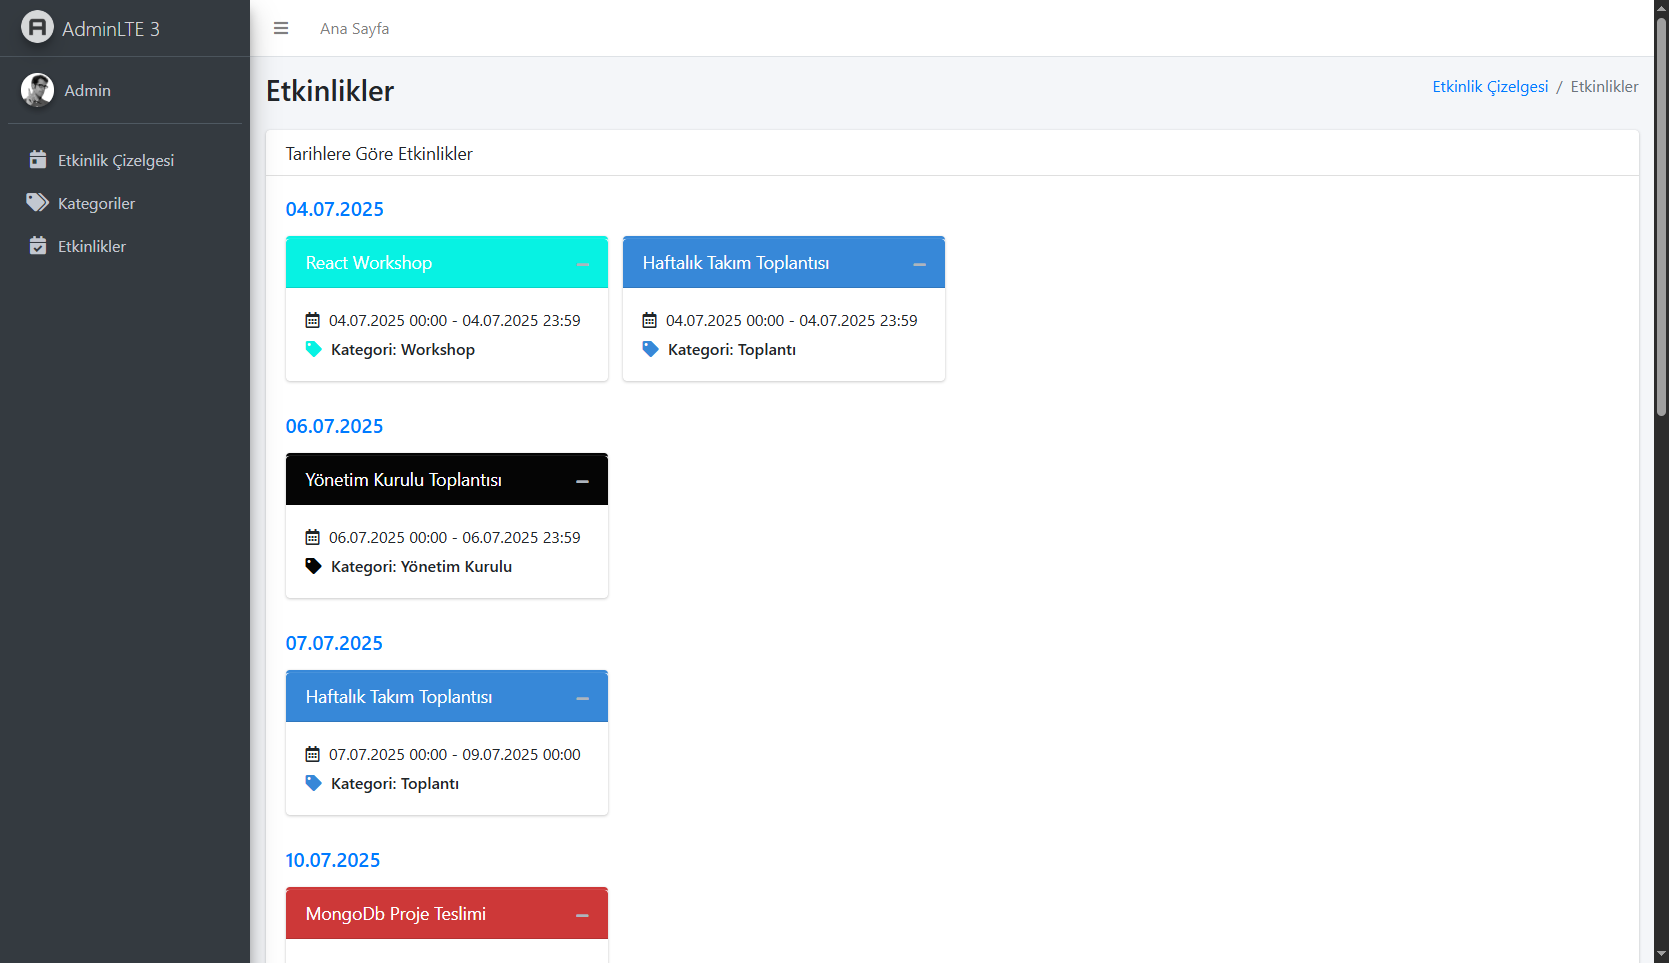 AdminLTE 3
Admin
Etkinlik Çizelgesi
Kategoriler
Etkinlikler
Ana Sayfa
Etkinlikler
Etkinlik Çizelgesi / Etkinlikler
Tarihlere Göre Etkinlikler
04.07.2025
React Workshop
04.07.2025 00:00 - 04.07.2025 23:59
Kategori: Workshop
Haftalık Takım Toplantısı
04.07.2025 00:00 - 04.07.2025 23:59
Kategori: Toplantı
06.07.2025
Yönetim Kurulu Toplantısı
06.07.2025 00:00 - 06.07.2025 23:59
Kategori: Yönetim Kurulu
07.07.2025
Haftalık Takım Toplantısı
07.07.2025 00:00 - 09.07.2025 00:00
Kategori: Toplantı
10.07.2025
MongoDb Proje Teslimi